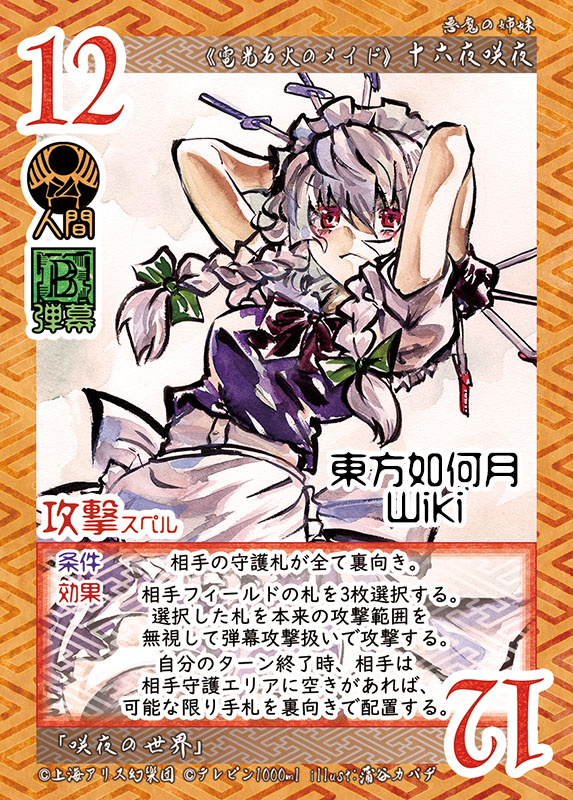 悪魔の姉妹
12
《電光石火のメイド》十六夜咲夜
人間
B
弾幕
東方如何月
Wiki
攻撃スペル
条件 相手の守護札が全て裏向き。
効果 相手フィールドの札を3枚選択する。
選択した札を本来の攻撃範囲を
無視して弾幕攻撃扱いで攻撃する。
自分のターン終了時、相手は
相手守護エリアに空きがあれば、
可能な限り手札を裏向きで配置する。
12
「咲夜の世界」
©上海アリス幻樂団 ©テレピン1000ml illust:蒲谷カバヂ